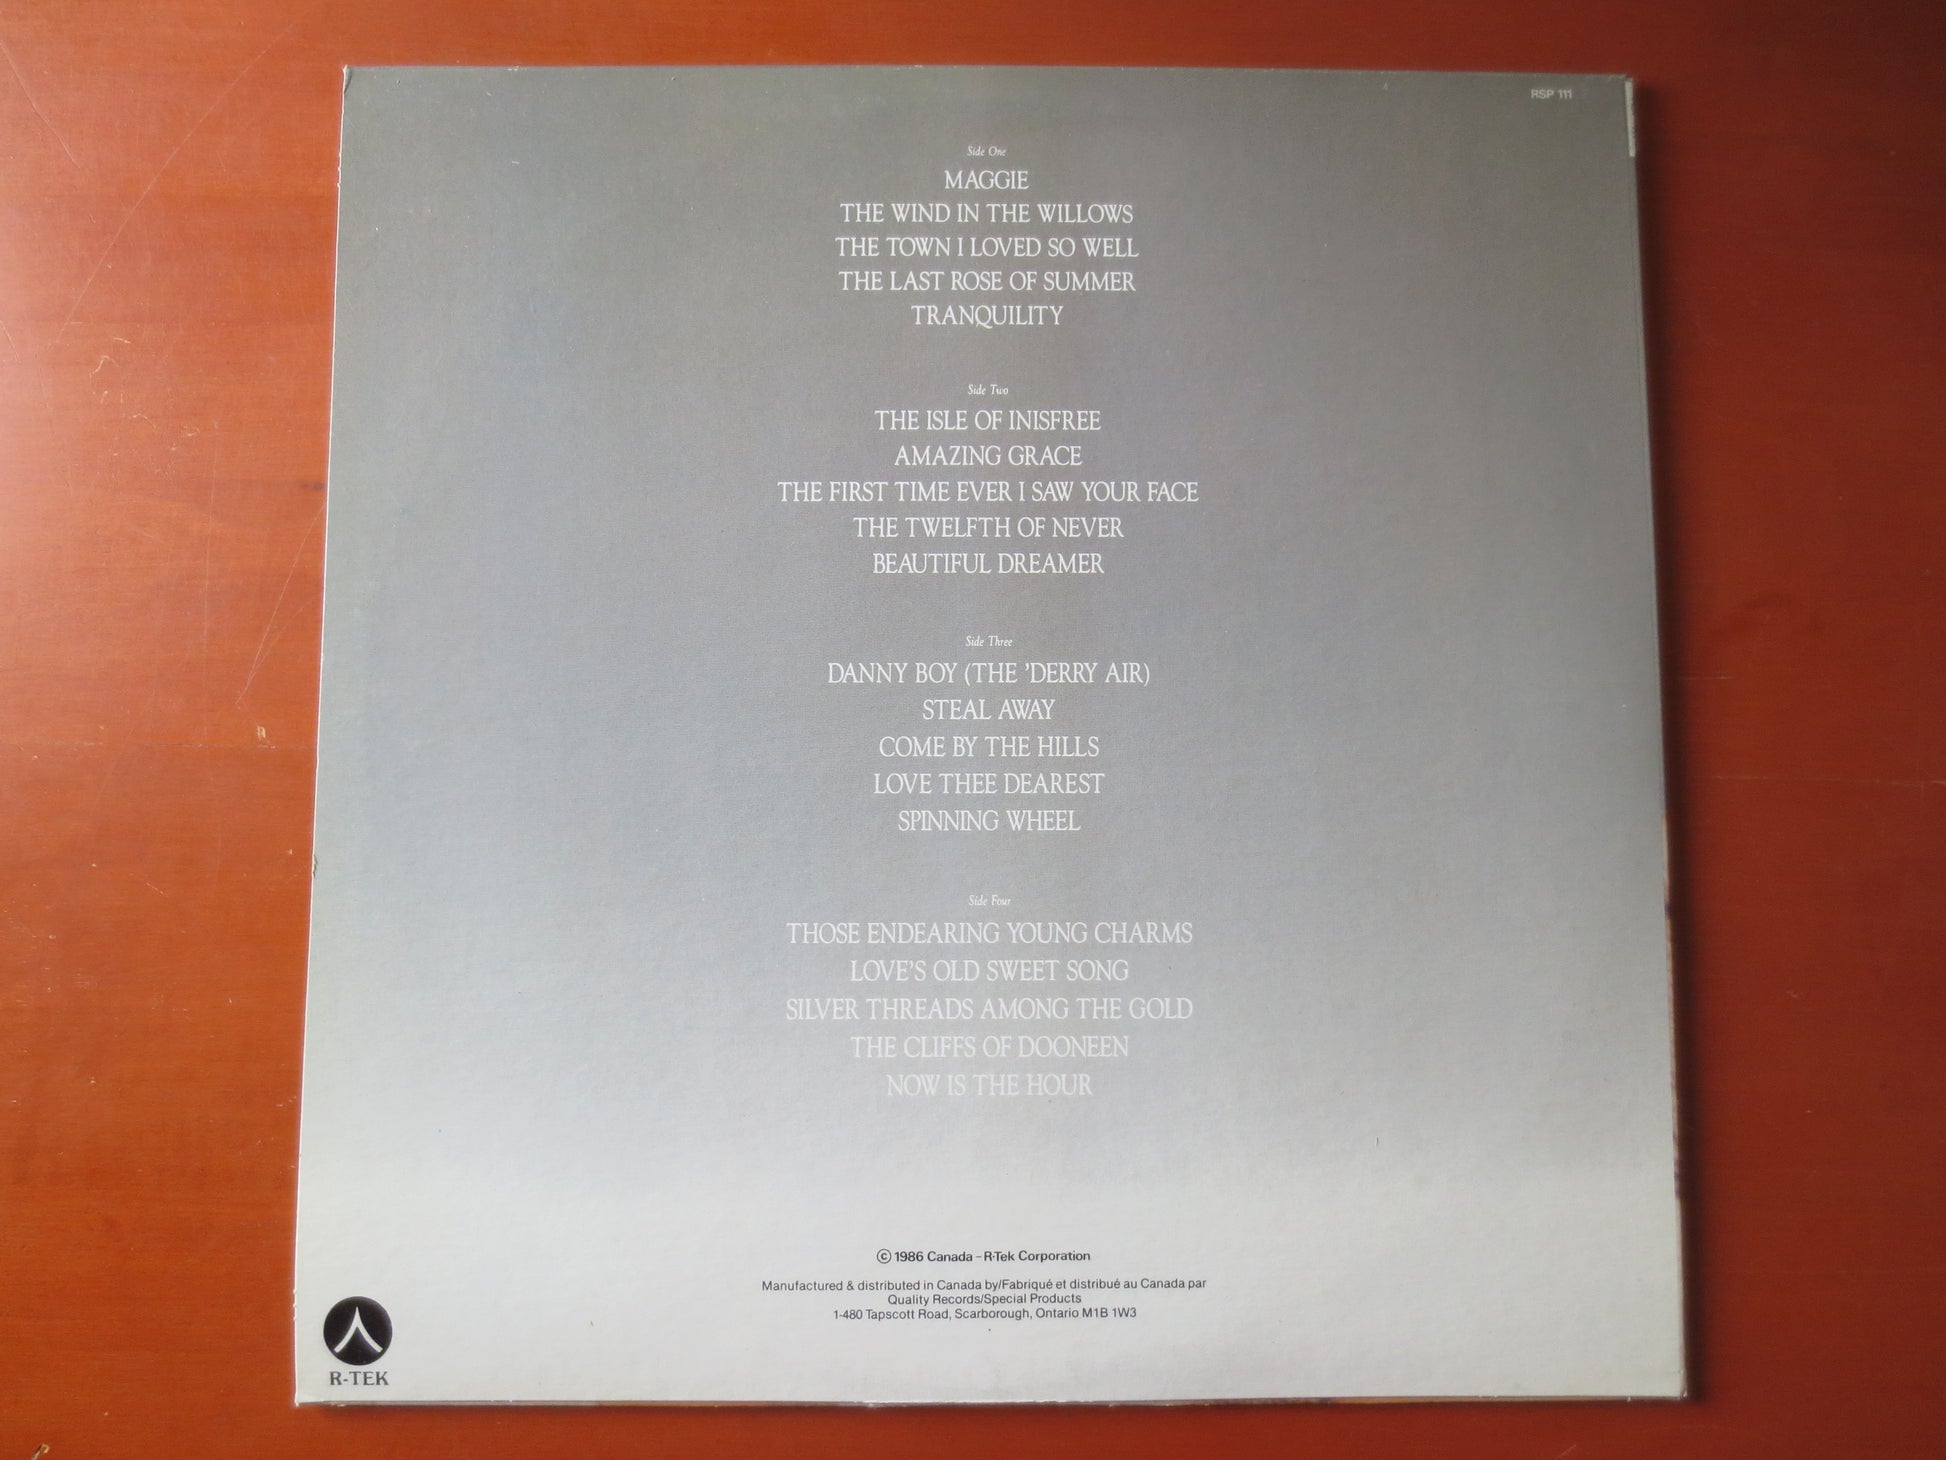 RSP 111
Side One
MAGGIE
THE WIND IN THE WILLOWS
THE TOWN I LOVED SO WELL
THE LAST ROSE OF SUMMER
TRANQUILITY
Side Two
THE ISLE OF INISFREE
AMAZING GRACE
THE FIRST TIME EVER I SAW YOUR FACE
THE TWELFTH OF NEVER
BEAUTIFUL DREAMER
Side Three
DANNY BOY (THE 'DERRY AIR)
STEAL AWAY
COME BY THE HILLS
LOVE THEE DEAREST
SPINNING WHEEL
Side Four
THOSE ENDEARING YOUNG CHARMS
LOVE'S OLD SWEET SONG
SILVER THREADS AMONG THE GOLD
THE CLIFFS OF DOONEEN
NOW IS THE HOUR
© 1986 Canada – R-Tek Corporation
Manufactured & distributed in Canada by/Fabriqué et distribué au Canada par
Quality Records/Special Products
1-480 Tapscott Road, Scarborough, Ontario M1B 1W3
R-TEK